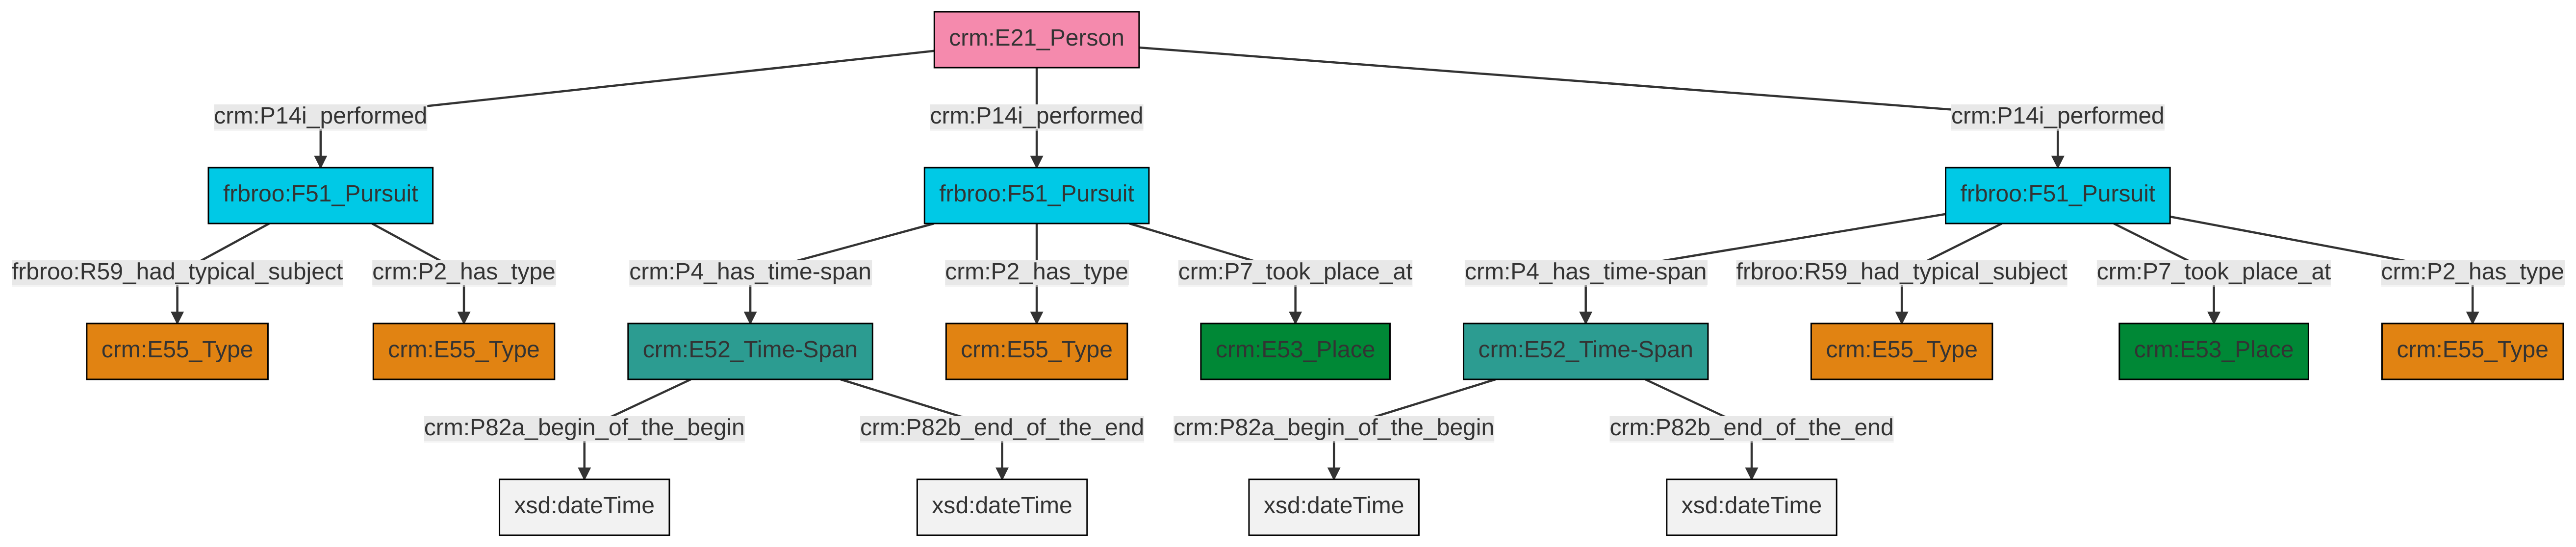 crm:E21_Person
crm:P14i_performed
crm:P14i_performed
crm:P14i_performed
frbroo:F51_Pursuit
frbroo:F51_Pursuit
frbroo:F51_Pursuit
frbroo:R59_had_typical_subject
crm:P2_has_type
crm:P4_has_time-span
crm:P2_has_type
crm:P7_took_place_at
crm:P4_has_time-span
frbroo:R59_had_typical_subject
crm:P7_took_place_at
crm:P2_has_type
crm:E55_Type
crm:E55_Type
crm:E52_Time-Span
crm:E55_Type
crm:E53_Place
crm:E52_Time-Span
crm:E55_Type
crm:E53_Place
crm:E55_Type
crm:P82a_begin_of_the_begin
crm:P82b_end_of_the_end
crm:P82a_begin_of_the_begin
crm:P82b_end_of_the_end
xsd:dateTime
xsd:dateTime
xsd:dateTime
xsd:dateTime